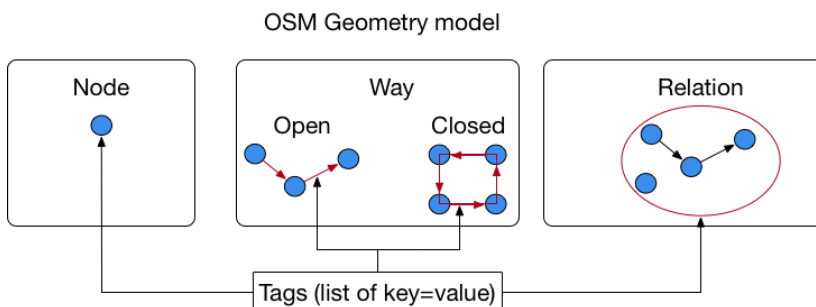 OSM Geometry model
Node
Way
Relation
Open
Closed
Tags (list of key=value)